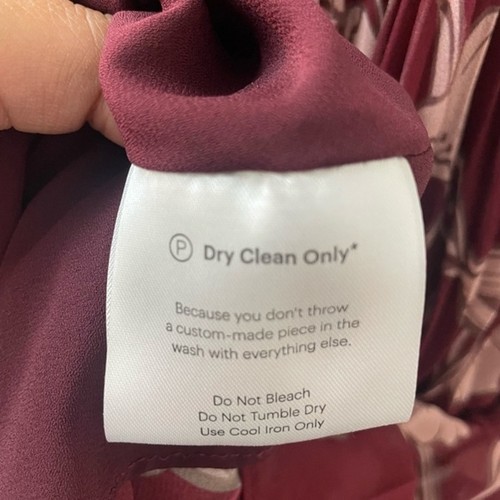 Ⓟ Dry Clean Only*
Because you don't throw
a custom-made piece in the
wash with everything else.
Do Not Bleach
Do Not Tumble Dry
Use Cool Iron Only